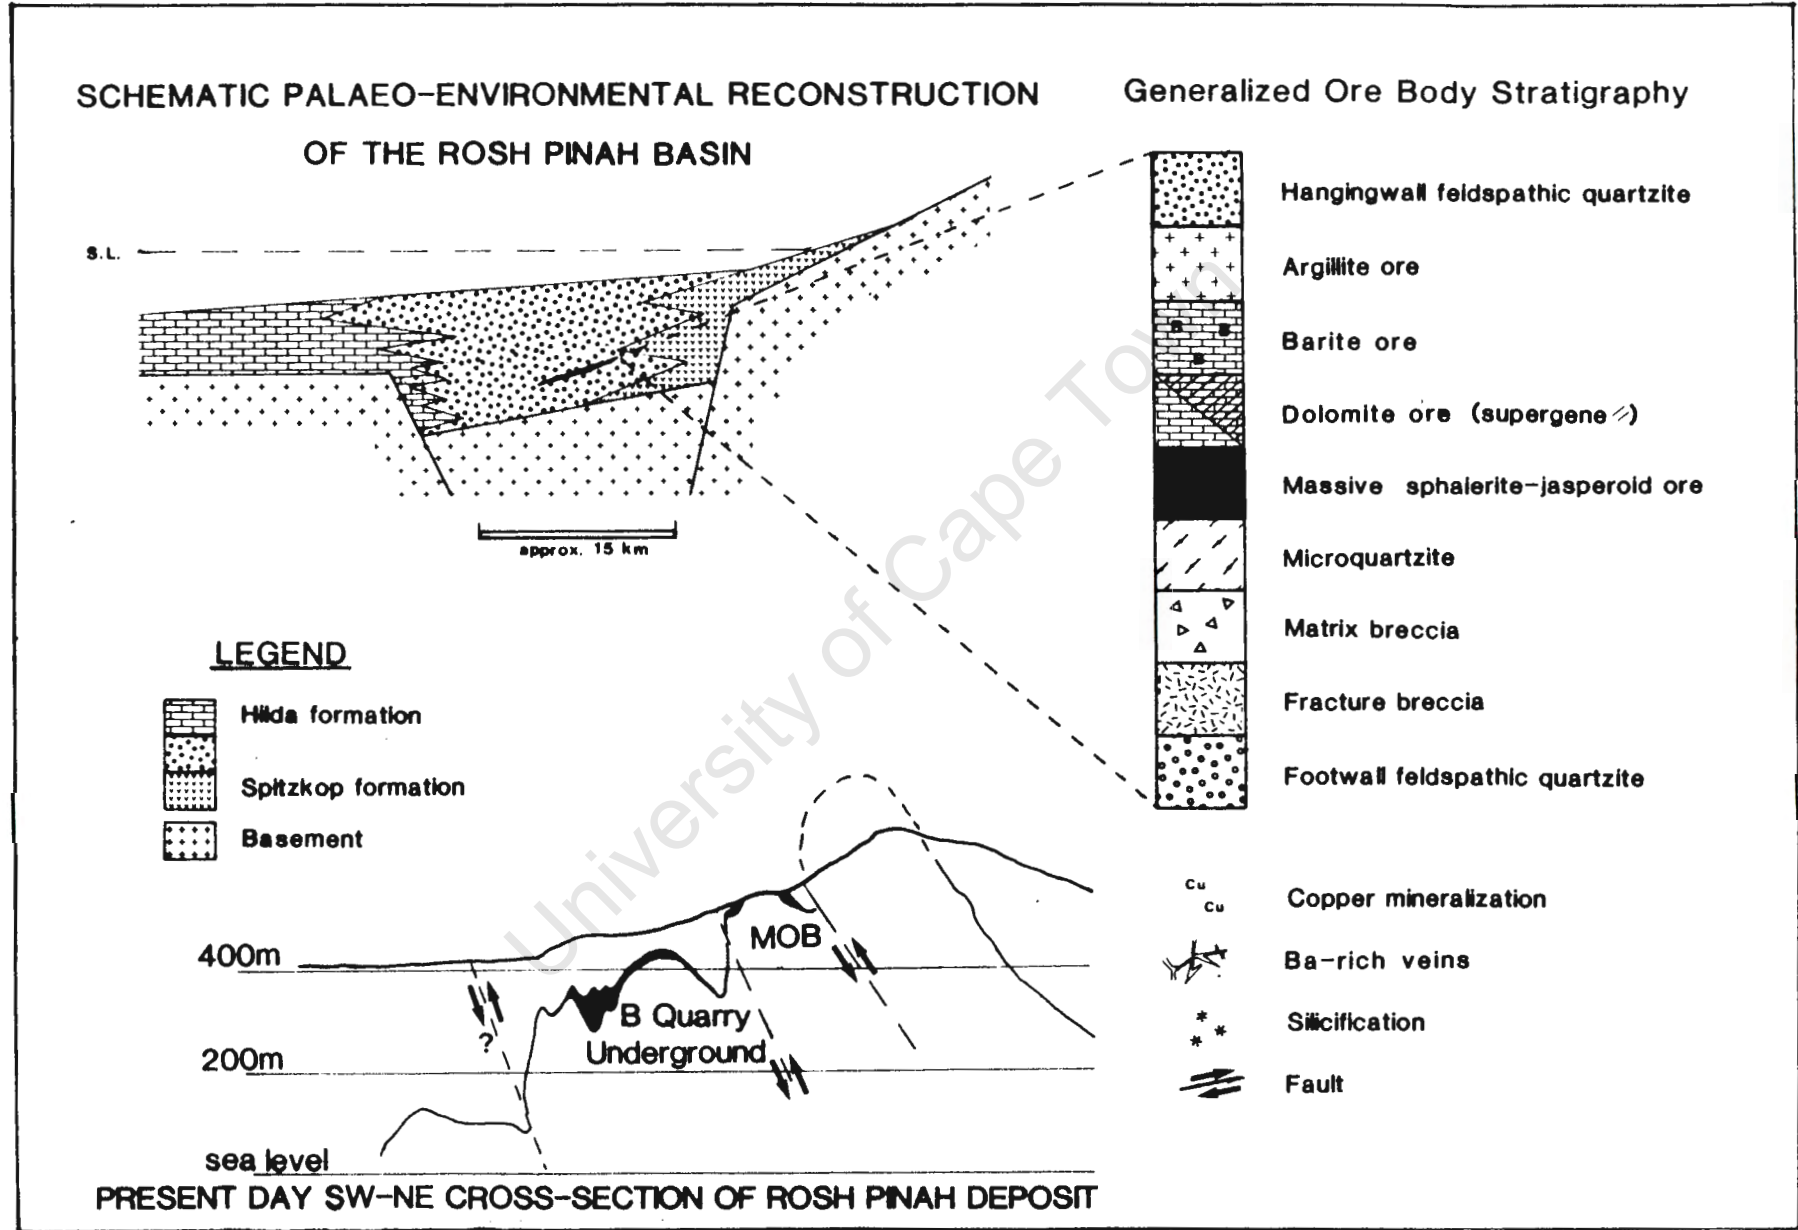 SCHEMATIC PALAEO-ENVIRONMENTAL RECONSTRUCTION
OF THE ROSH PINAH BASIN
S.L.
approx. 15 km
Generalized Ore Body Stratigraphy
Hangingwall feldspathic quartzite
Argillite ore
B B
B
Barite ore
Dolomite ore (supergene //)
Massive sphalerite-jasperoid ore
Microquartzite
Matrix breccia
Fracture breccia
Footwall feldspathic quartzite
LEGEND
Hilda formation
Spitzkop formation
Basement
Cu
Cu
Copper mineralization
Ba-rich veins
Silicification
Fault
MOB
400m
B Quarry
Underground
?
200m
sea level
PRESENT DAY SW-NE CROSS-SECTION OF ROSH PINAH DEPOSIT
University of Cape Town